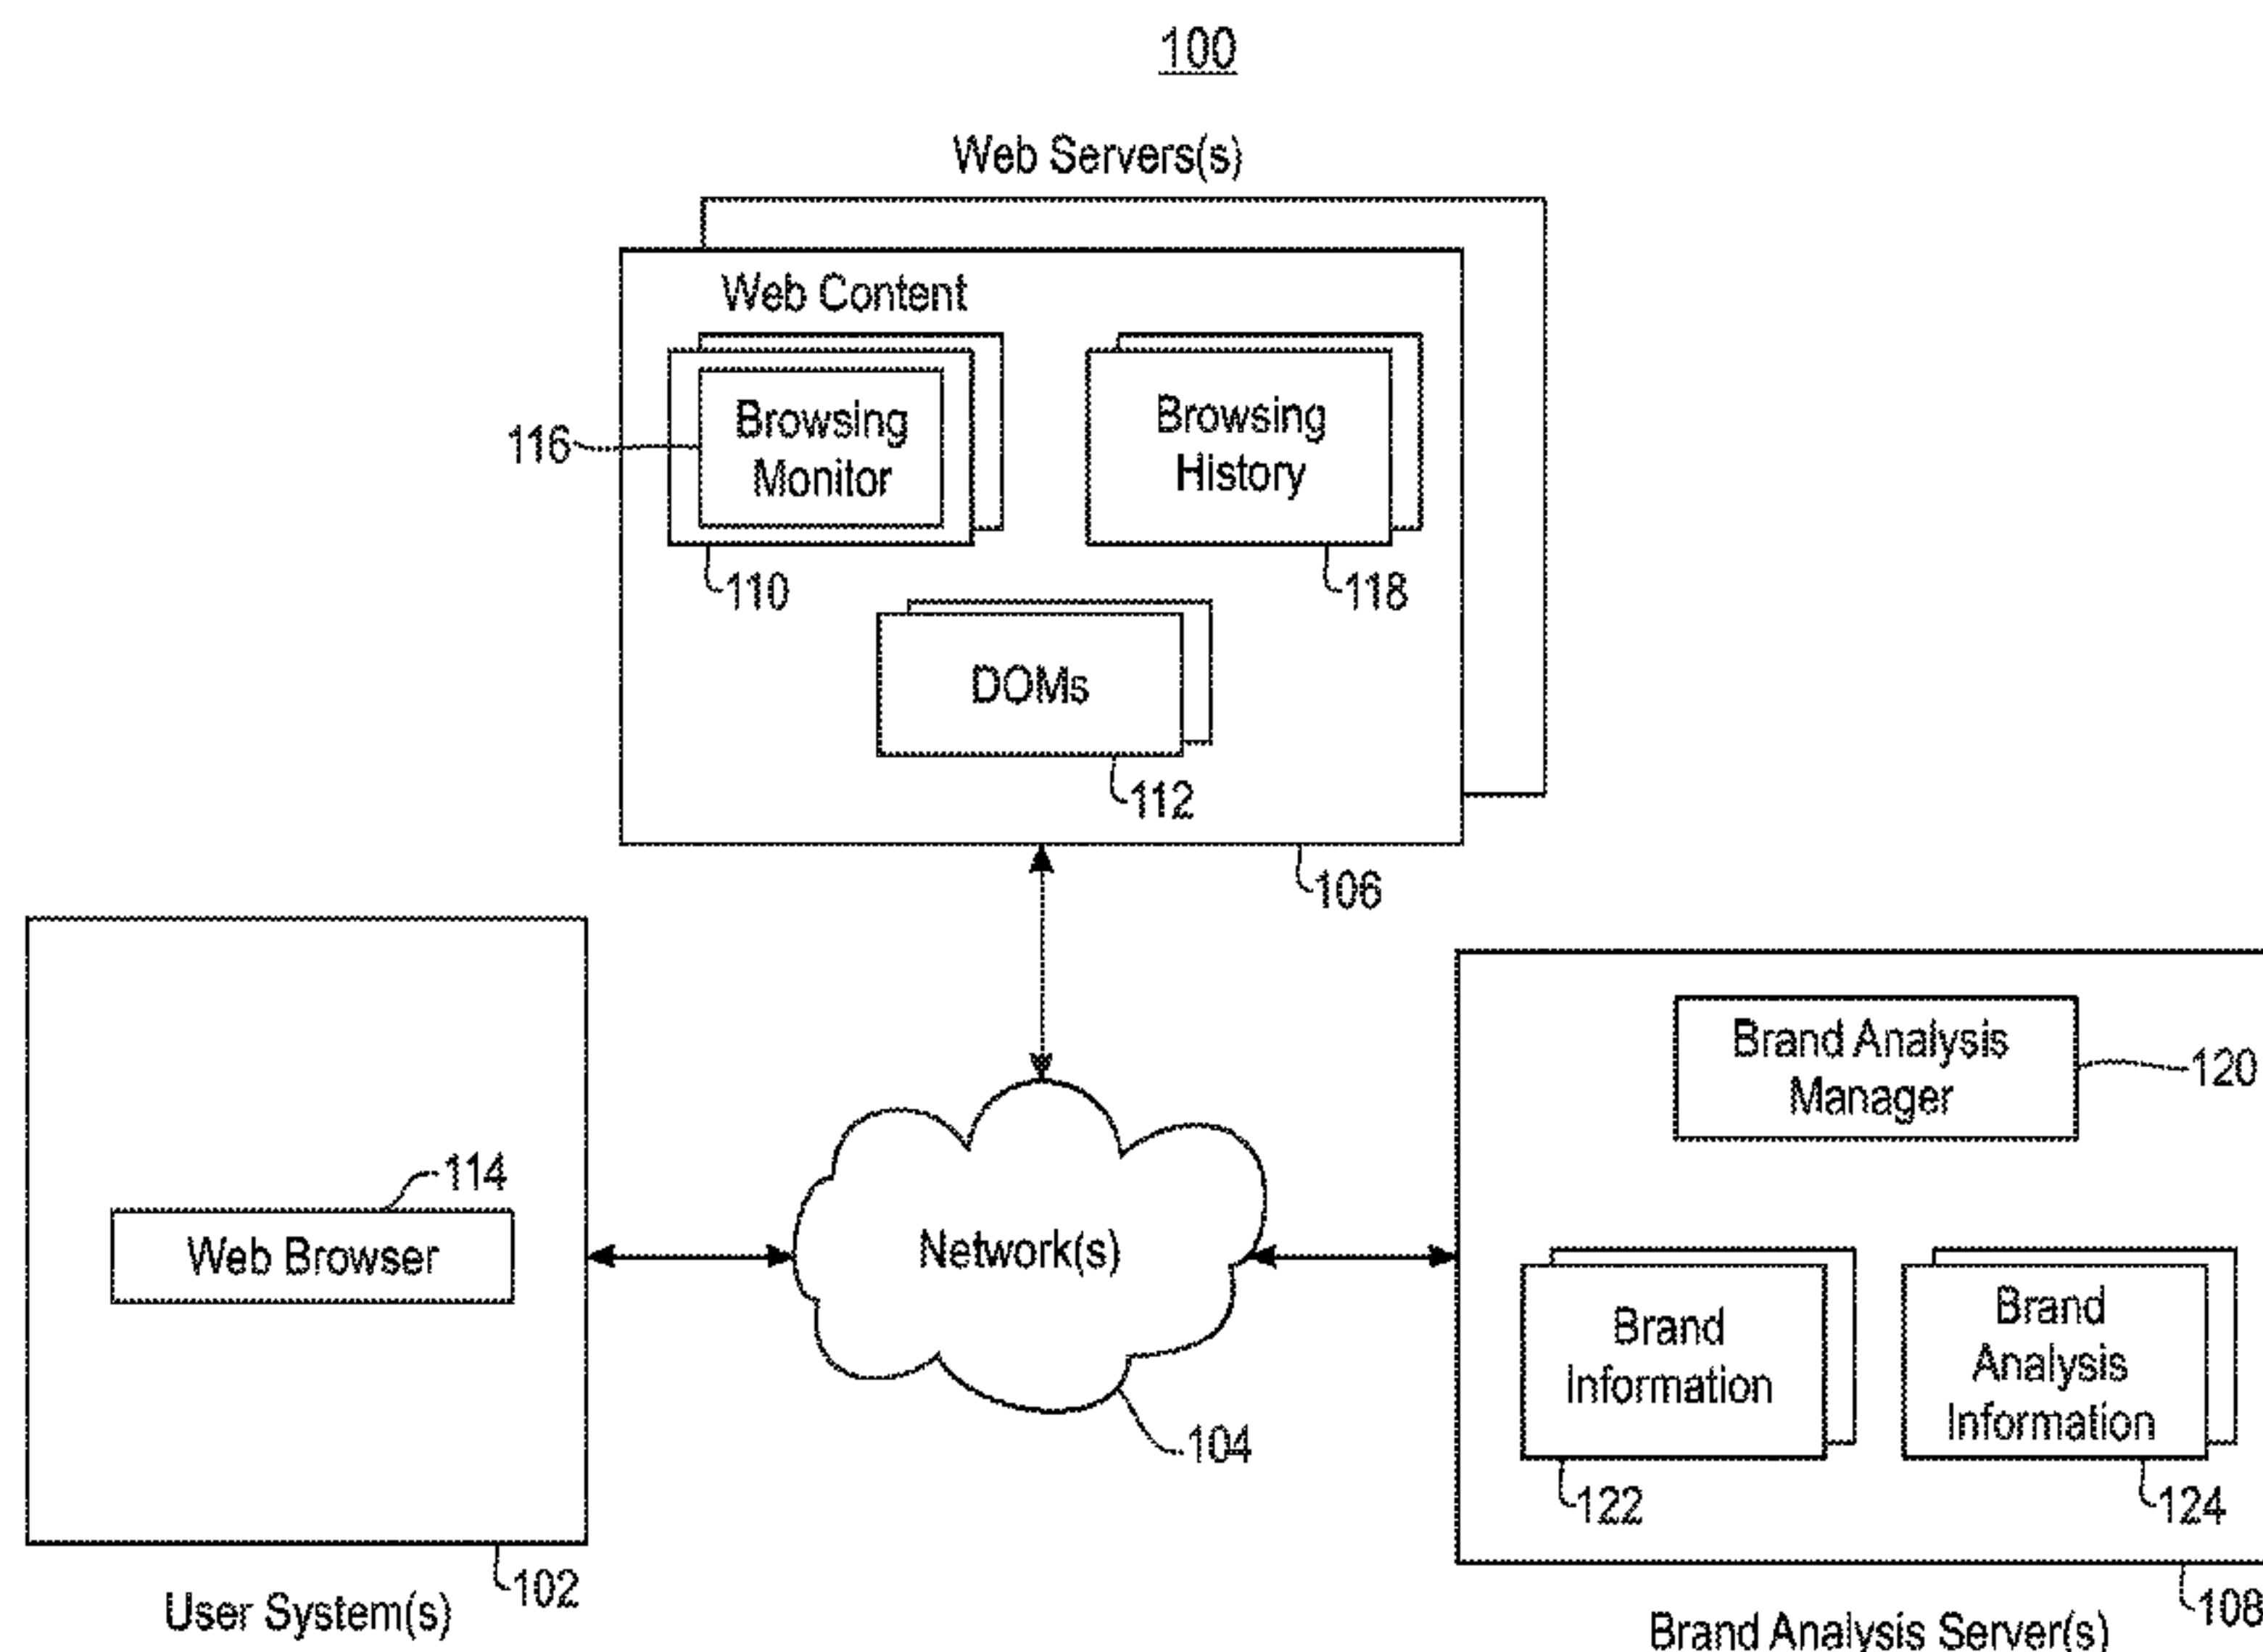 100
Web Servers(s)
Web Content
Browsing
Monitor
116
110
Browsing
History
118
DOMs
112
106
114
Web Browser
102
User System(s)
Network(s)
104
Brand Analysis
Manager
120
Brand
Information
122
Brand
Analysis
Information
124
108
Brand Analysis Server(s)